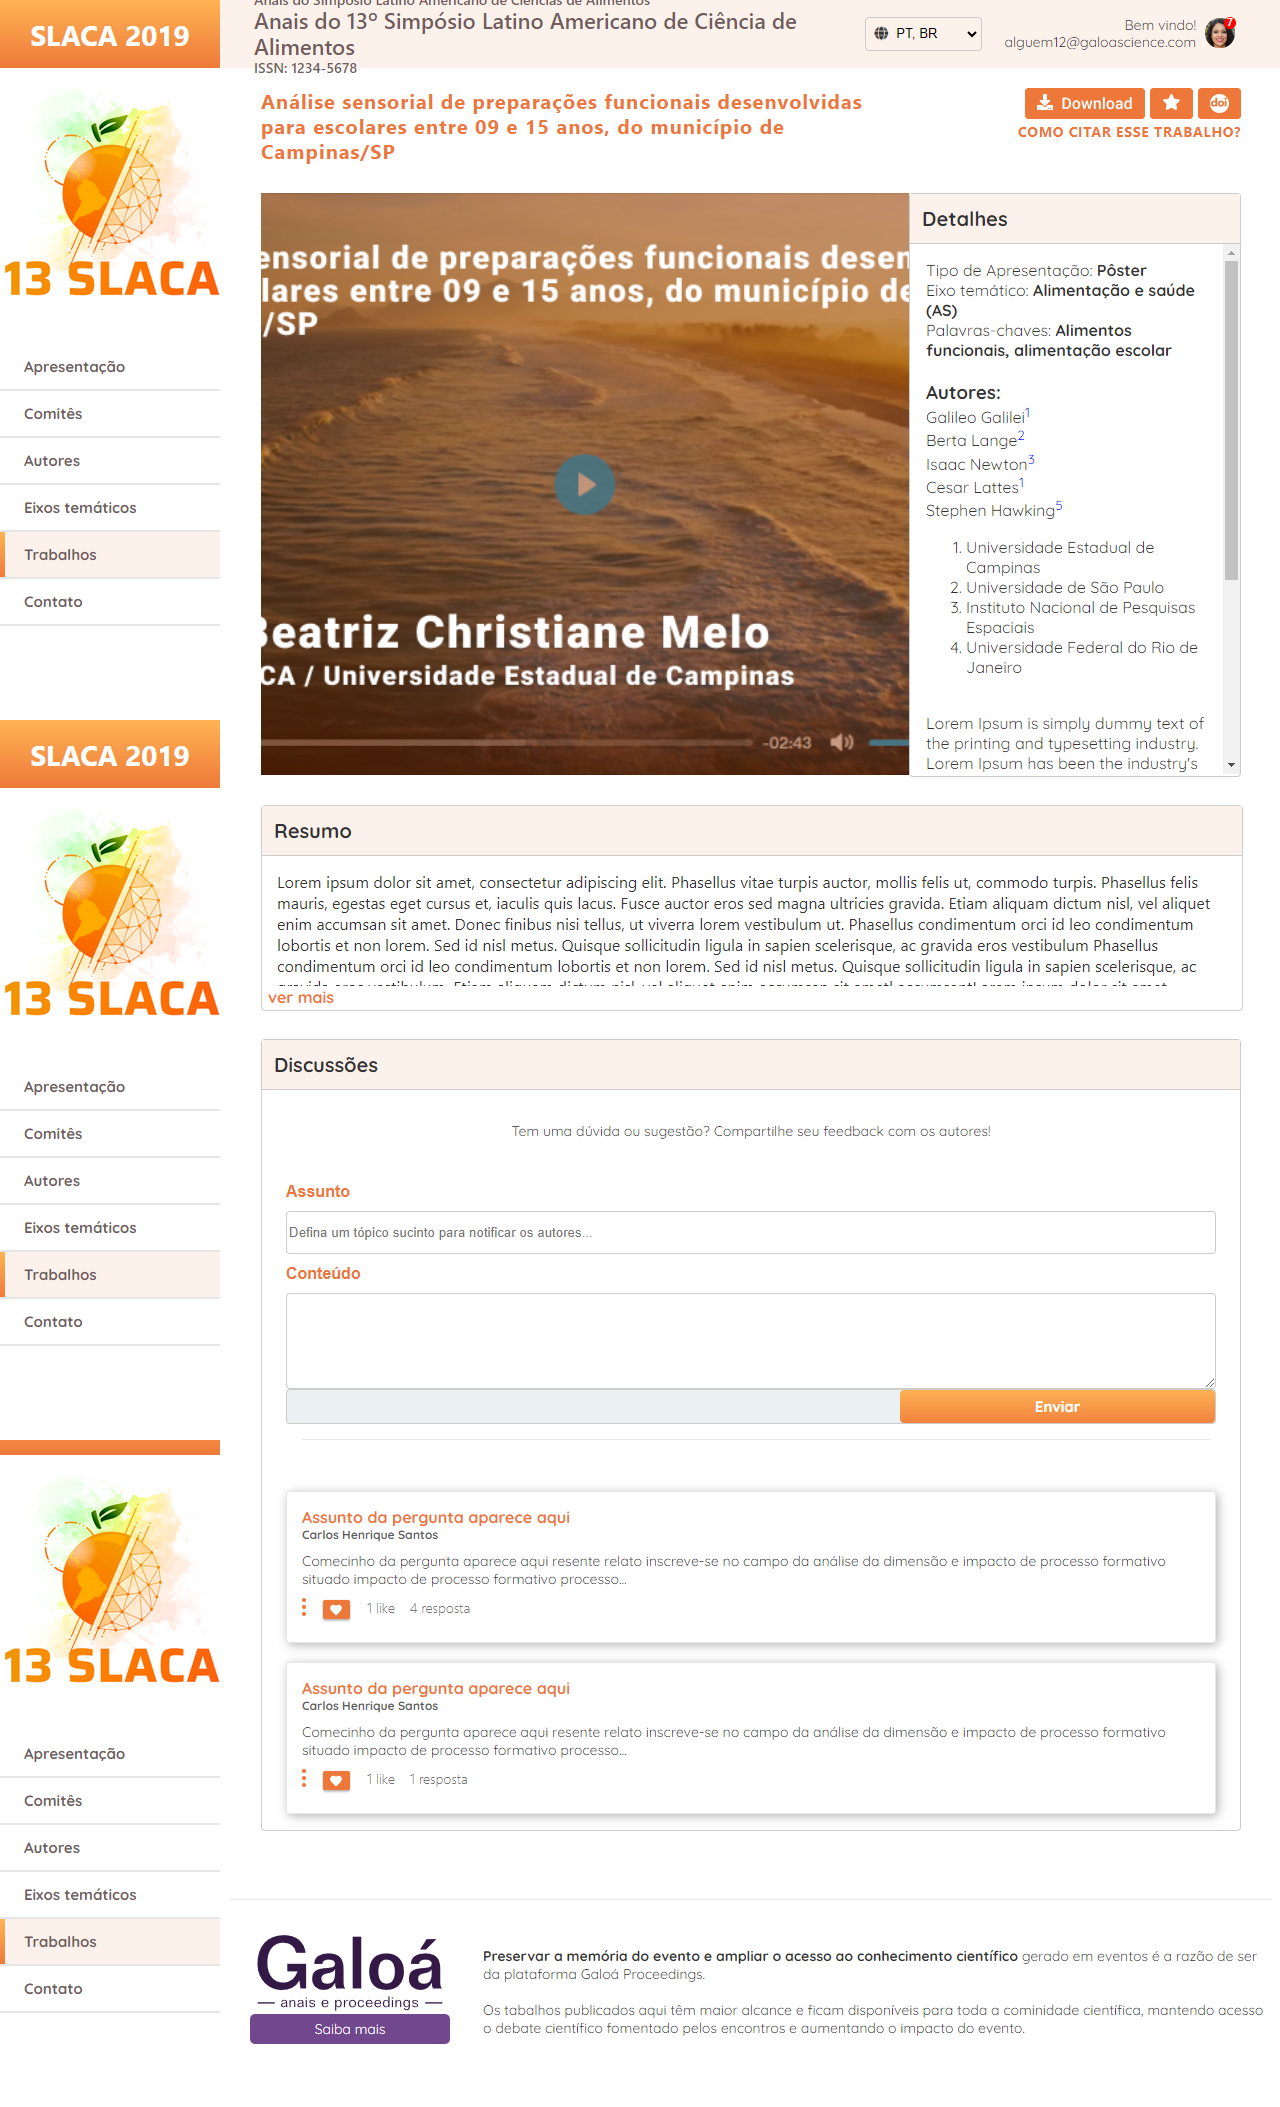 SLACA 2019
Anais do Simpósio Latino Americano de Ciências de Alimentos
Anais do 13º Simpósio Latino Americano de Ciência de
Alimentos
ISSN: 1234-5678
PT, BR
Bem vindo!
alguem12@galoascience.com
7
13 SLACA
Apresentação
Comitês
Autores
Eixos temáticos
Trabalhos
Contato
Análise sensorial de preparações funcionais desenvolvidas
para escolares entre 09 e 15 anos, do município de
Campinas/SP
Download
doi
COMO CITAR ESSE TRABALHO?
ensorial de preparações funcionais desen
lares entre 09 e 15 anos, do município de
/SP
Beatriz Christiane Melo
CA / Universidade Estadual de Campinas
-02:43
Detalhes
Tipo de Apresentação: Pôster
Eixo temático: Alimentação e saúde
(AS)
Palavras-chaves: Alimentos
funcionais, alimentação escolar
Autores:
Galileo Galilei1
Berta Lange2
Isaac Newton3
Cesar Lattes1
Stephen Hawking5
1. Universidade Estadual de
Campinas
2. Universidade de São Paulo
3. Instituto Nacional de Pesquisas
Espaciais
4. Universidade Federal do Rio de
Janeiro
Lorem Ipsum is simply dummy text of
the printing and typesetting industry.
Lorem Ipsum has been the industry's
SLACA 2019
13 SLACA
Apresentação
Comitês
Autores
Eixos temáticos
Trabalhos
Contato
Resumo
Lorem ipsum dolor sit amet, consectetur adipiscing elit. Phasellus vitae turpis auctor, mollis felis ut, commodo turpis. Phasellus felis
mauris, egestas eget cursus et, iaculis quis lacus. Fusce auctor eros sed magna ultricies gravida. Etiam aliquam dictum nisl, vel aliquet
enim accumsan sit amet. Donec finibus nisi tellus, ut viverra lorem vestibulum ut. Phasellus condimentum orci id leo condimentum
lobortis et non lorem. Sed id nisl metus. Quisque sollicitudin ligula in sapien scelerisque, ac gravida eros vestibulum Phasellus
condimentum orci id leo condimentum lobortis et non lorem. Sed id nisl metus. Quisque sollicitudin ligula in sapien scelerisque, ac
ver mais
Discussões
Tem uma dúvida ou sugestão? Compartilhe seu feedback com os autores!
Assunto
Defina um tópico sucinto para notificar os autores...
Conteúdo
Enviar
Assunto da pergunta aparece aqui
Carlos Henrique Santos
Comecinho da pergunta aparece aqui resente relato inscreve-se no campo da análise da dimensão e impacto de processo formativo
situado impacto de processo formativo processo...
1 like 4 resposta
Assunto da pergunta aparece aqui
Carlos Henrique Santos
Comecinho da pergunta aparece aqui resente relato inscreve-se no campo da análise da dimensão e impacto de processo formativo
situado impacto de processo formativo processo...
1 like 1 resposta
13 SLACA
Apresentação
Comitês
Autores
Eixos temáticos
Trabalhos
Contato
Galoá
anais e proceedings
Saiba mais
Preservar a memória do evento e ampliar o acesso ao conhecimento científico gerado em eventos é a razão de ser
da plataforma Galoá Proceedings.
Os tabalhos publicados aqui têm maior alcance e ficam disponíveis para toda a cominidade científica, mantendo acesso
o debate científico fomentado pelos encontros e aumentando o impacto do evento.